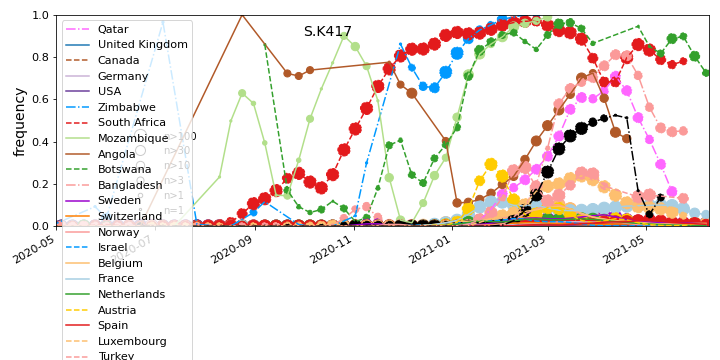 S.K417
frequency
1.0
0.8
0.6
0.4
0.2
0.0
2020-05
2020-07
2020-09
2020-11
2021-01
2021-03
2021-05
Qatar
United Kingdom
Canada
Germany
USA
Zimbabwe
South Africa
Mozambique
Angola
Botswana
Bangladesh
Sweden
Switzerland
Norway
Israel
Belgium
France
Netherlands
Austria
Spain
Luxembourg
Turkey
n>100
n>30
n>10
n>3
n>1
n=1